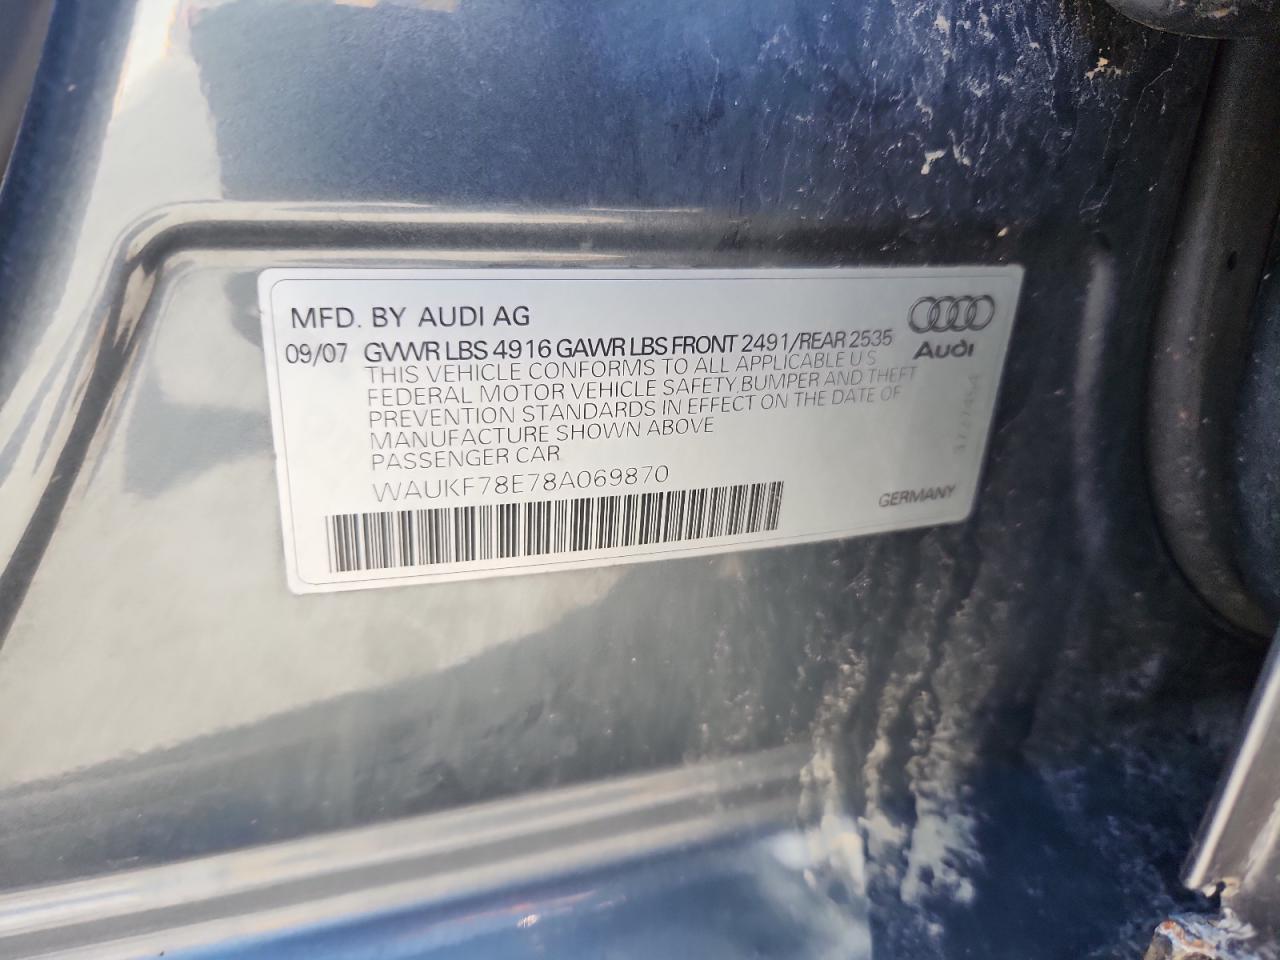 MFD. BY AUDI AG
09/07 GVWR LBS 4916 GAWR LBS FRONT 2491/REAR 2535
Audi
THIS VEHICLE CONFORMS TO ALL APPLICABLE U S
FEDERAL MOTOR VEHICLE SAFETY, BUMPER AND THEFT
PREVENTION STANDARDS IN EFFECT ON THE DATE OF
MANUFACTURE SHOWN ABOVE
PASSENGER CAR
WAUKF78E78A069870
GERMANY